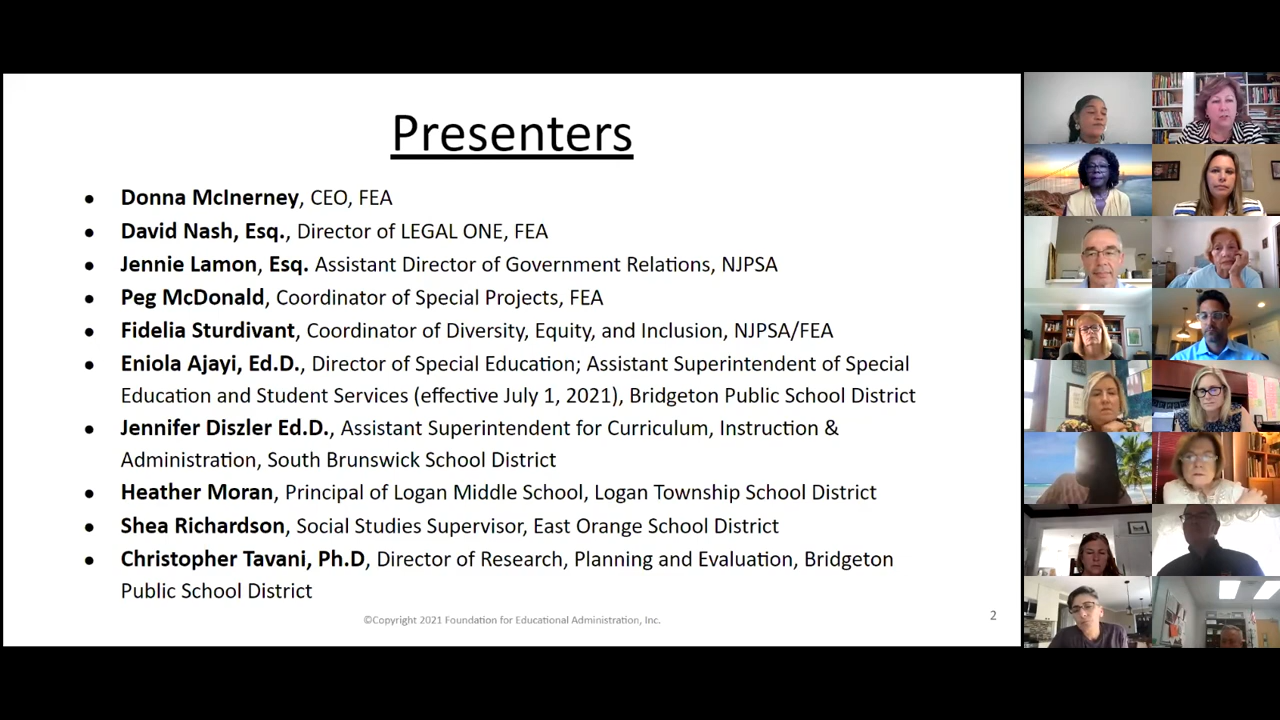 Presenters
● Donna McInerney, CEO, FEA
● David Nash, Esq., Director of LEGAL ONE, FEA
● Jennie Lamon, Esq. Assistant Director of Government Relations, NJPSA
● Peg McDonald, Coordinator of Special Projects, FEA
● Fidelia Sturdivant, Coordinator of Diversity, Equity, and Inclusion, NJPSA/FEA
● Eniola Ajayi, Ed.D., Director of Special Education; Assistant Superintendent of Special
Education and Student Services (effective July 1, 2021), Bridgeton Public School District
● Jennifer Diszler Ed.D., Assistant Superintendent for Curriculum, Instruction &
Administration, South Brunswick School District
● Heather Moran, Principal of Logan Middle School, Logan Township School District
● Shea Richardson, Social Studies Supervisor, East Orange School District
● Christopher Tavani, Ph.D, Director of Research, Planning and Evaluation, Bridgeton
Public School District
©Copyright 2021 Foundation for Educational Administration, Inc.
2